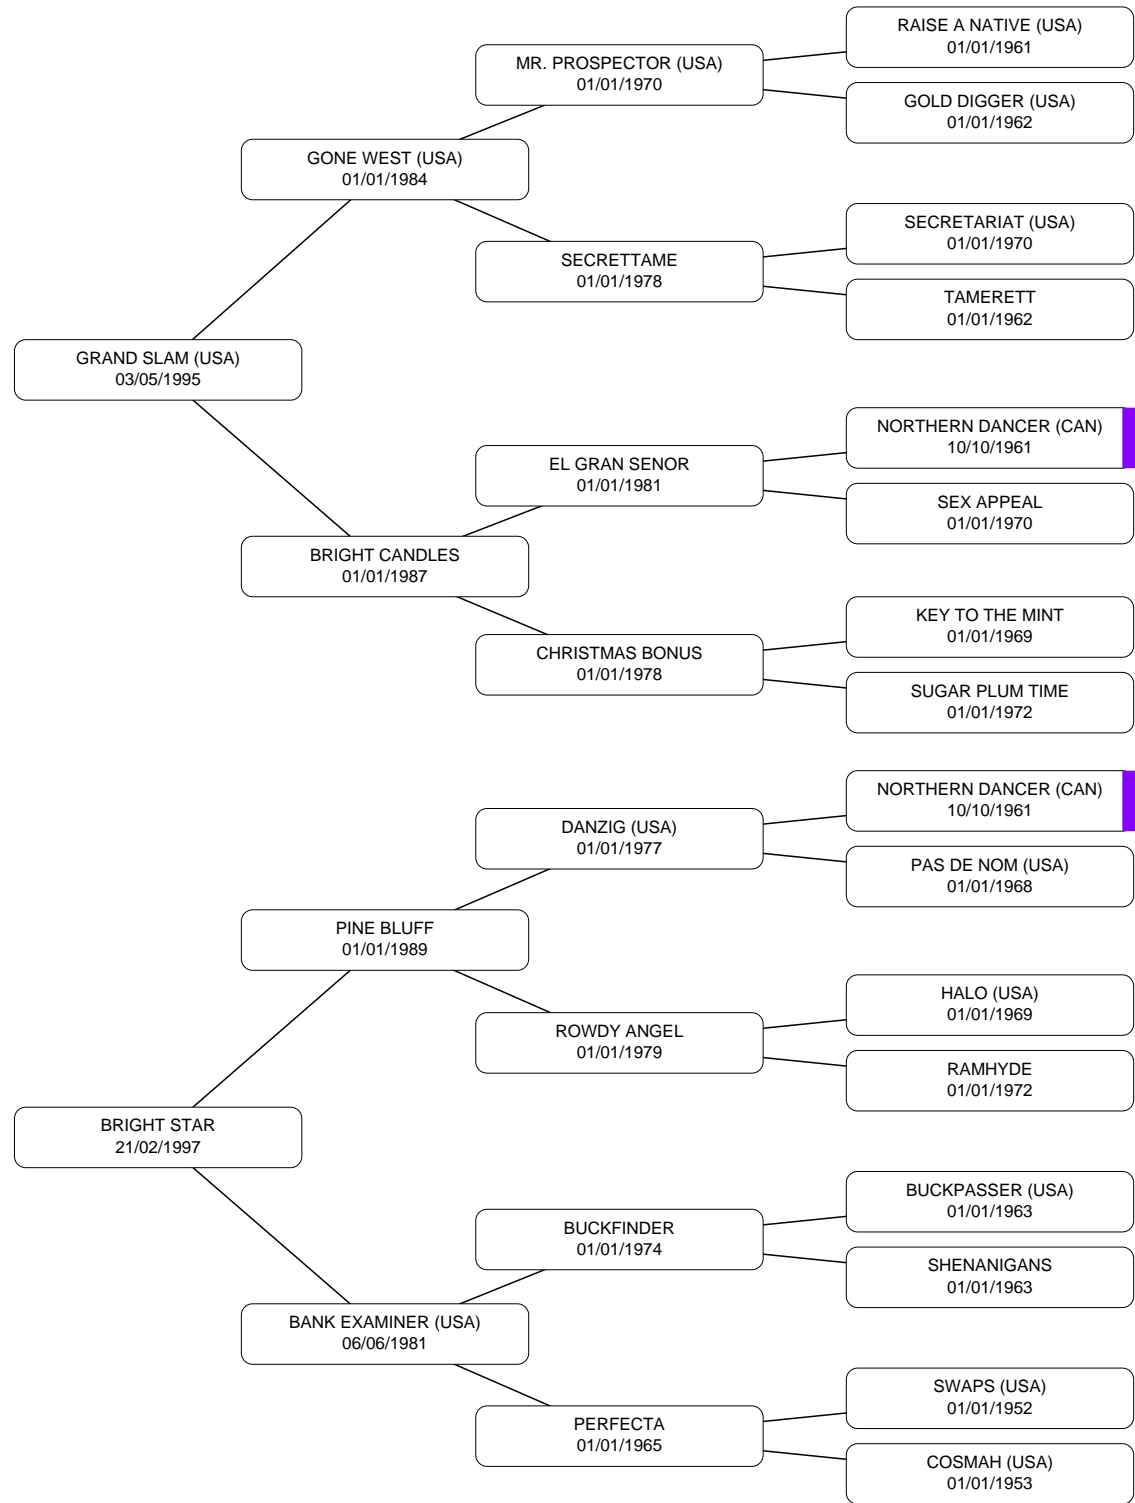 RAISE A NATIVE (USA)
01/01/1961
MR. PROSPECTOR (USA)
01/01/1970
GOLD DIGGER (USA)
01/01/1962
GONE WEST (USA)
01/01/1984
SECRETARIAT (USA)
01/01/1970
SECRETTAME
01/01/1978
TAMERETT
01/01/1962
GRAND SLAM (USA)
03/05/1995
NORTHERN DANCER (CAN)
10/10/1961
EL GRAN SENOR
01/01/1981
SEX APPEAL
01/01/1970
BRIGHT CANDLES
01/01/1987
KEY TO THE MINT
01/01/1969
CHRISTMAS BONUS
01/01/1978
SUGAR PLUM TIME
01/01/1972
NORTHERN DANCER (CAN)
10/10/1961
DANZIG (USA)
01/01/1977
PAS DE NOM (USA)
01/01/1968
PINE BLUFF
01/01/1989
HALO (USA)
01/01/1969
ROWDY ANGEL
01/01/1979
RAMHYDE
01/01/1972
BRIGHT STAR
21/02/1997
BUCKPASSER (USA)
01/01/1963
BUCKFINDER
01/01/1974
SHENANIGANS
01/01/1963
BANK EXAMINER (USA)
06/06/1981
SWAPS (USA)
01/01/1952
PERFECTA
01/01/1965
COSMAH (USA)
01/01/1953